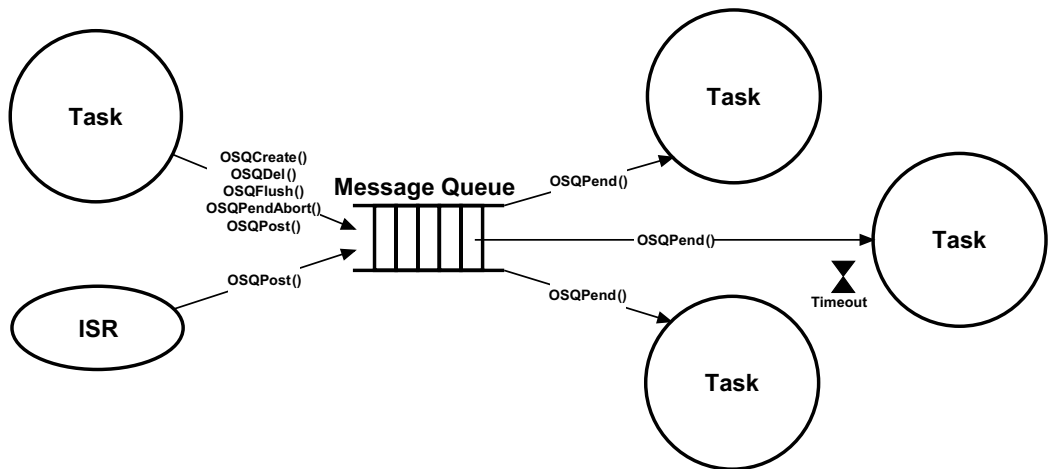 Task
OSQCreate()
OSQDel()
OSQFlush()
OSQPendAbort()
OSQPost()
OSQPost()
ISR
Message Queue
OSQPend()
Task
OSQPend()
Task
Timeout
OSQPend()
Task